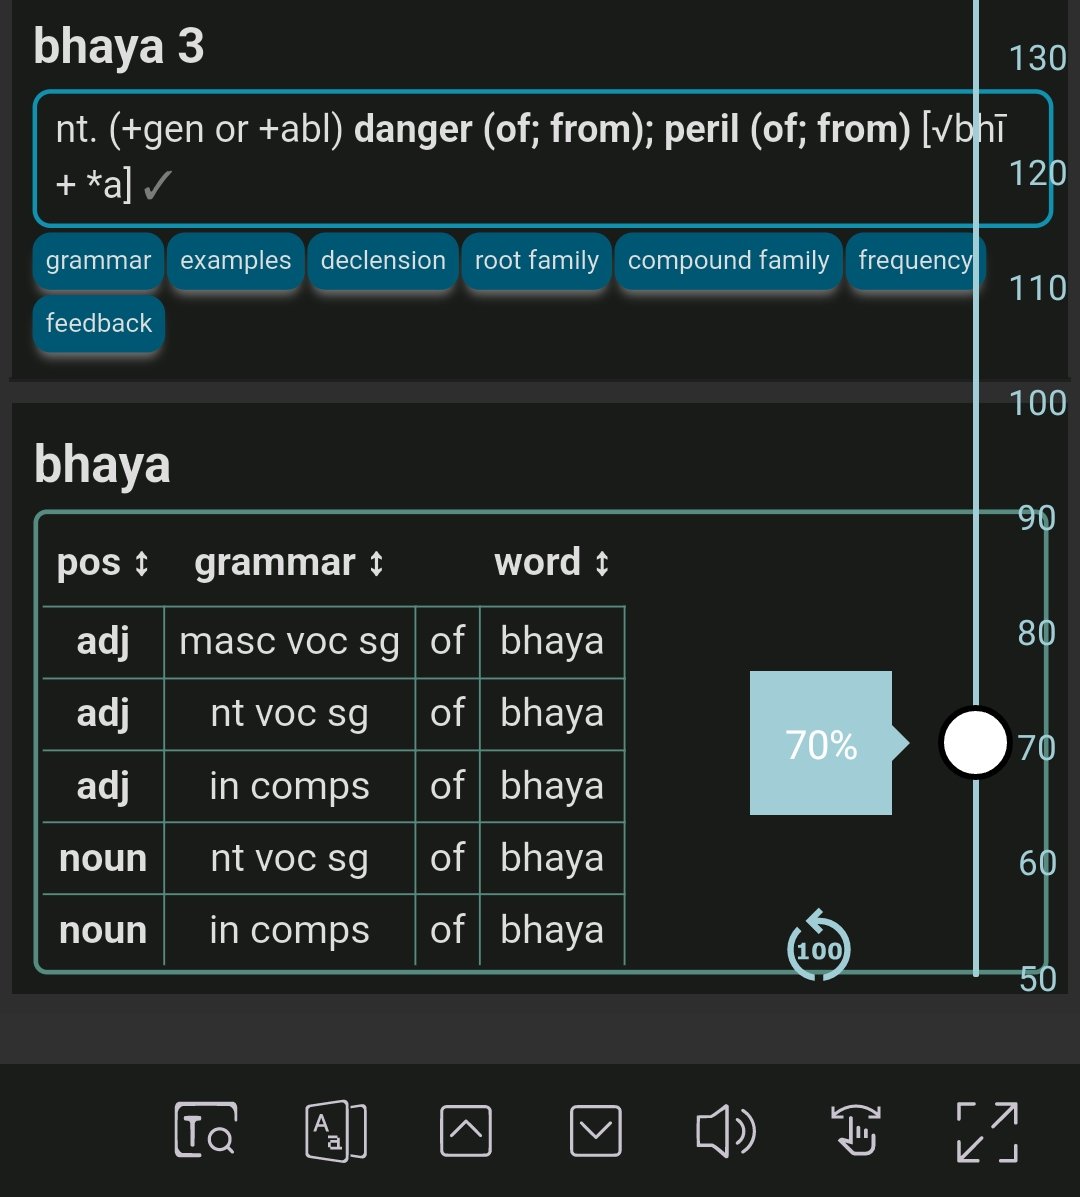 bhaya 3
nt. (+gen or +abl) danger (of; from); peril (of; from) [√bhī
+ *a] ✓
grammar examples declension root family compound family frequency
feedback
bhaya
pos ↕ grammar ↕ word ↕
adj masc voc sg of bhaya
adj nt voc sg of bhaya
adj in comps of bhaya
noun nt voc sg of bhaya
noun in comps of bhaya
130
120
110
100
90
80
70
60
50
70%
100